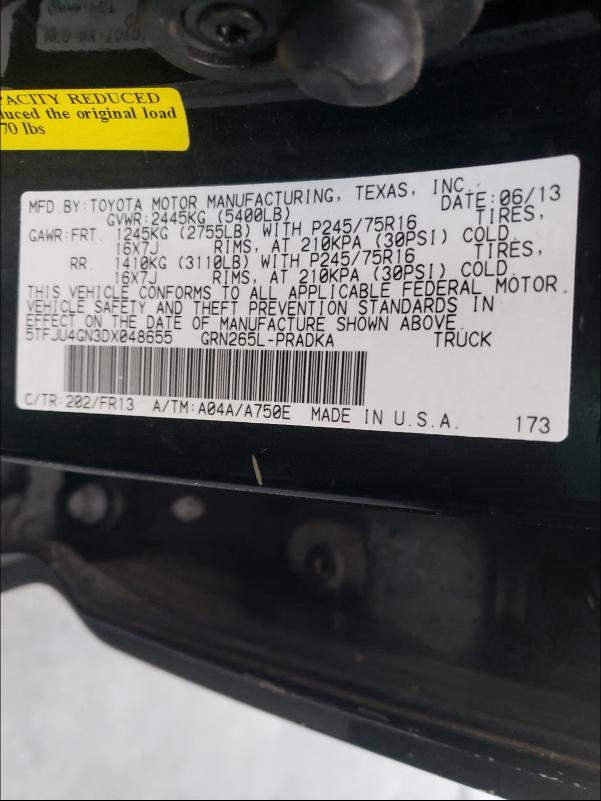 PACITY REDUCED
duced the original load
70 lbs
MFD.BY:TOYOTA MOTOR MANUFACTURING, TEXAS, INC. DATE:06/13
GVWR:2445KG (5400LB)
GAWR:FRT. 1245KG (2755LB) WITH P245/75R16 TIRES,
16X7J RIMS, AT 210KPA (30PSI) COLD.
RR. 1410KG (3110LB) WITH P245/75R16 TIRES,
16X7J RIMS, AT 210KPA (30PSI) COLD.
THIS VEHICLE CONFORMS TO ALL APPLICABLE FEDERAL MOTOR
VEHICLE SAFETY AND THEFT PREVENTION STANDARDS IN
EFFECT ON THE DATE OF MANUFACTURE SHOWN ABOVE.
5TFJU4GN3DX048655 GRN265L-PRADKA TRUCK
C/TR:202/FR13 A/TM:A04A/A750E MADE IN U.S.A. 173